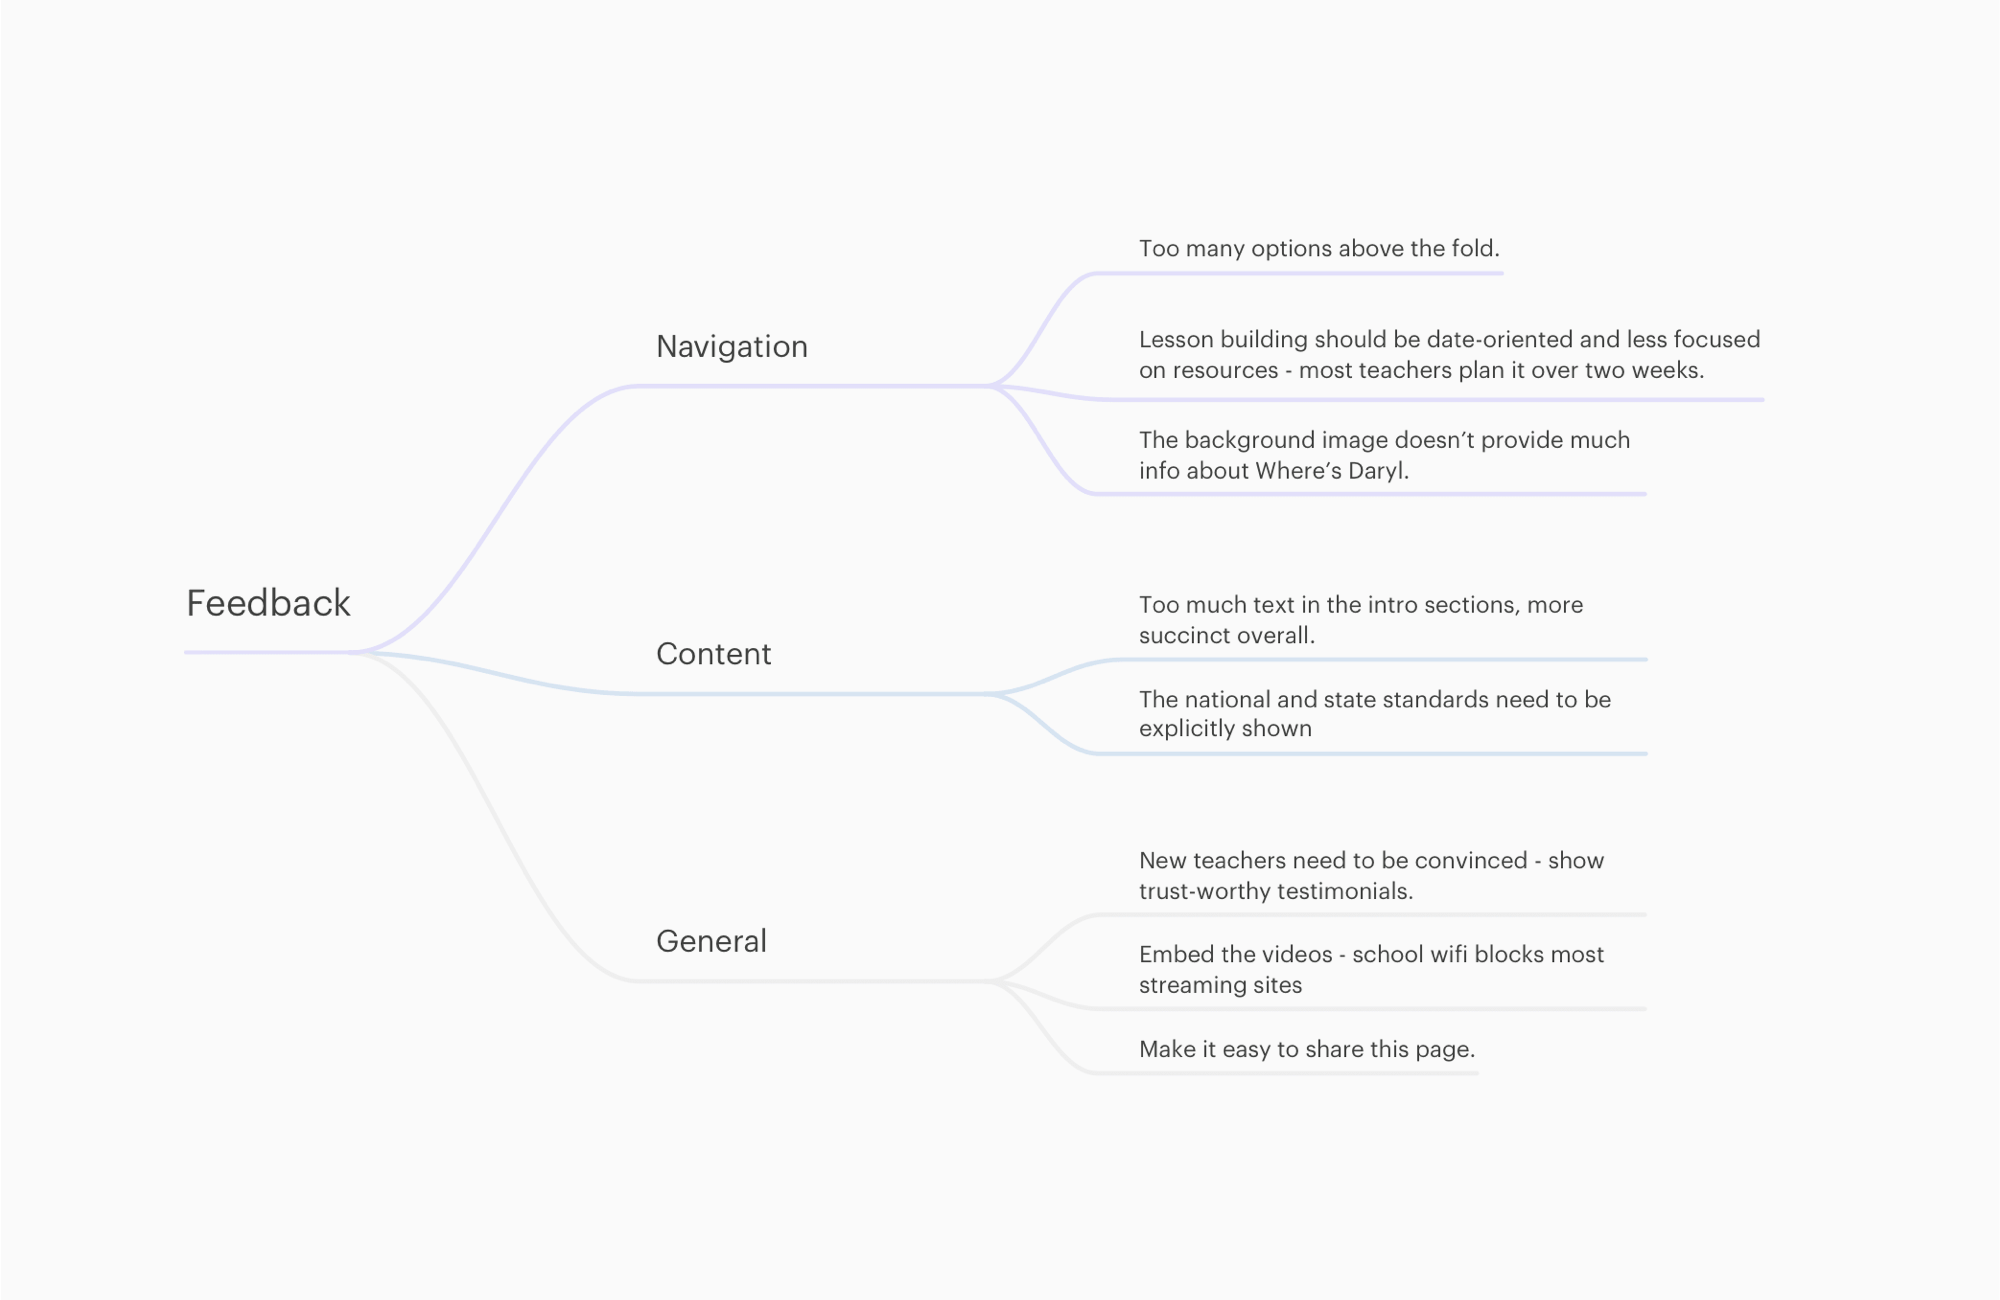 Feedback
Navigation
Too many options above the fold.
Lesson building should be date-oriented and less focused
on resources - most teachers plan it over two weeks.
The background image doesn’t provide much
info about Where’s Daryl.
Content
Too much text in the intro sections, more
succinct overall.
The national and state standards need to be
explicitly shown
General
New teachers need to be convinced - show
trust-worthy testimonials.
Embed the videos - school wifi blocks most
streaming sites
Make it easy to share this page.